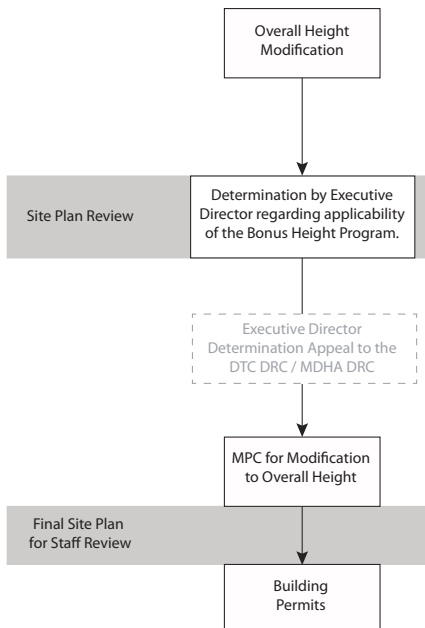 Overall Height
Modification
Site Plan Review
Determination by Executive
Director regarding applicability
of the Bonus Height Program.
Executive Director
Determination Appeal to the
DTC DRC / MDHA DRC
MPC for Modification
to Overall Height
Final Site Plan
for Staff Review
Building
Permits